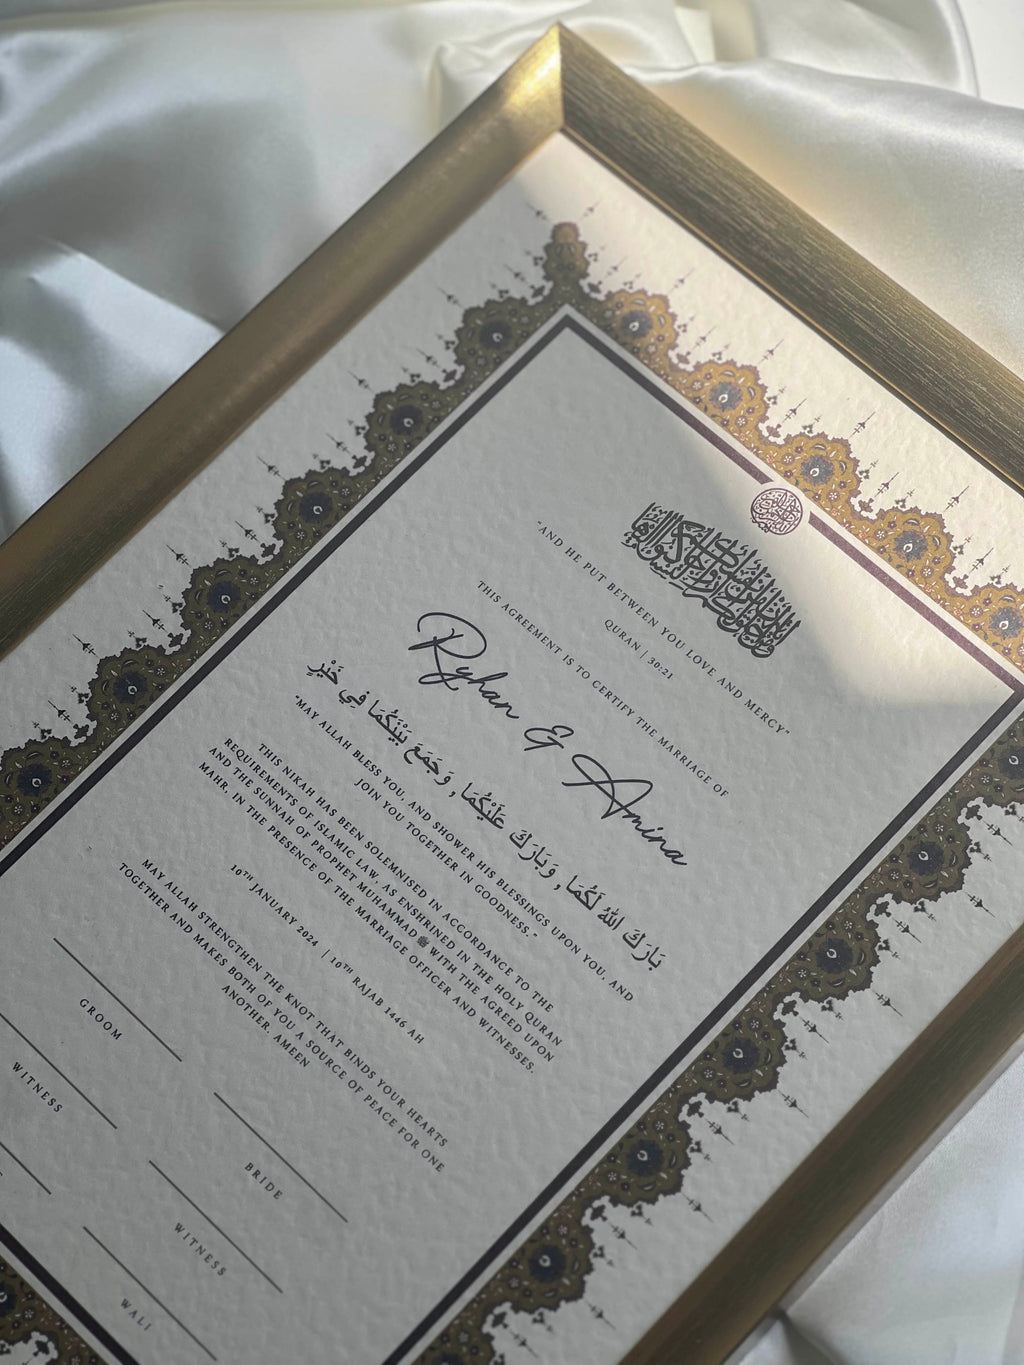 "AND HE PUT BETWEEN YOU LOVE AND MERCY"
QURAN | 30:21
THIS AGREEMENT IS TO CERTIFY THE MARRIAGE OF
Ryhan & Amina
بَارَكَ اللهُ لَكُمَا , وَبَارَكَ عَلَيْكُمَا , وَجَمَعَ بَيْنَكُمَا فِي خَيْرٍ
"MAY ALLAH BLESS YOU, AND SHOWER HIS BLESSINGS UPON YOU, AND
JOIN YOU TOGETHER IN GOODNESS."
THIS NIKAH HAS BEEN SOLEMNISED IN ACCORDANCE TO THE
REQUIREMENTS OF ISLAMIC LAW, AS ENSHRINED IN THE HOLY QURAN
AND THE SUNNAH OF PROPHET MUHAMMAD ﷺ WITH THE AGREED UPON
MAHR, IN THE PRESENCE OF THE MARRIAGE OFFICER AND WITNESSES.
10TH JANUARY 2024 | 10TH RAJAB 1446 AH
MAY ALLAH STRENGTHEN THE KNOT THAT BINDS YOUR HEARTS
TOGETHER AND MAKES BOTH OF YOU A SOURCE OF PEACE FOR ONE
ANOTHER. AMEEN
GROOM
BRIDE
WITNESS
WITNESS
WALI